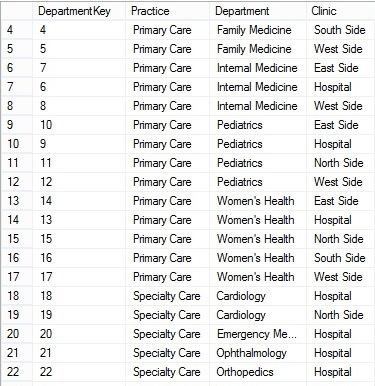 DepartmentKey Practice Department Clinic
4 4 Primary Care Family Medicine South Side
5 5 Primary Care Family Medicine West Side
6 7 Primary Care Internal Medicine East Side
7 6 Primary Care Internal Medicine Hospital
8 8 Primary Care Internal Medicine West Side
9 10 Primary Care Pediatrics East Side
10 9 Primary Care Pediatrics Hospital
11 11 Primary Care Pediatrics North Side
12 12 Primary Care Pediatrics West Side
13 14 Primary Care Women's Health East Side
14 13 Primary Care Women's Health Hospital
15 15 Primary Care Women's Health North Side
16 16 Primary Care Women's Health South Side
17 17 Primary Care Women's Health West Side
18 18 Specialty Care Cardiology Hospital
19 19 Specialty Care Cardiology North Side
20 20 Specialty Care Emergency Me... Hospital
21 21 Specialty Care Ophthalmology Hospital
22 22 Specialty Care Orthopedics Hospital